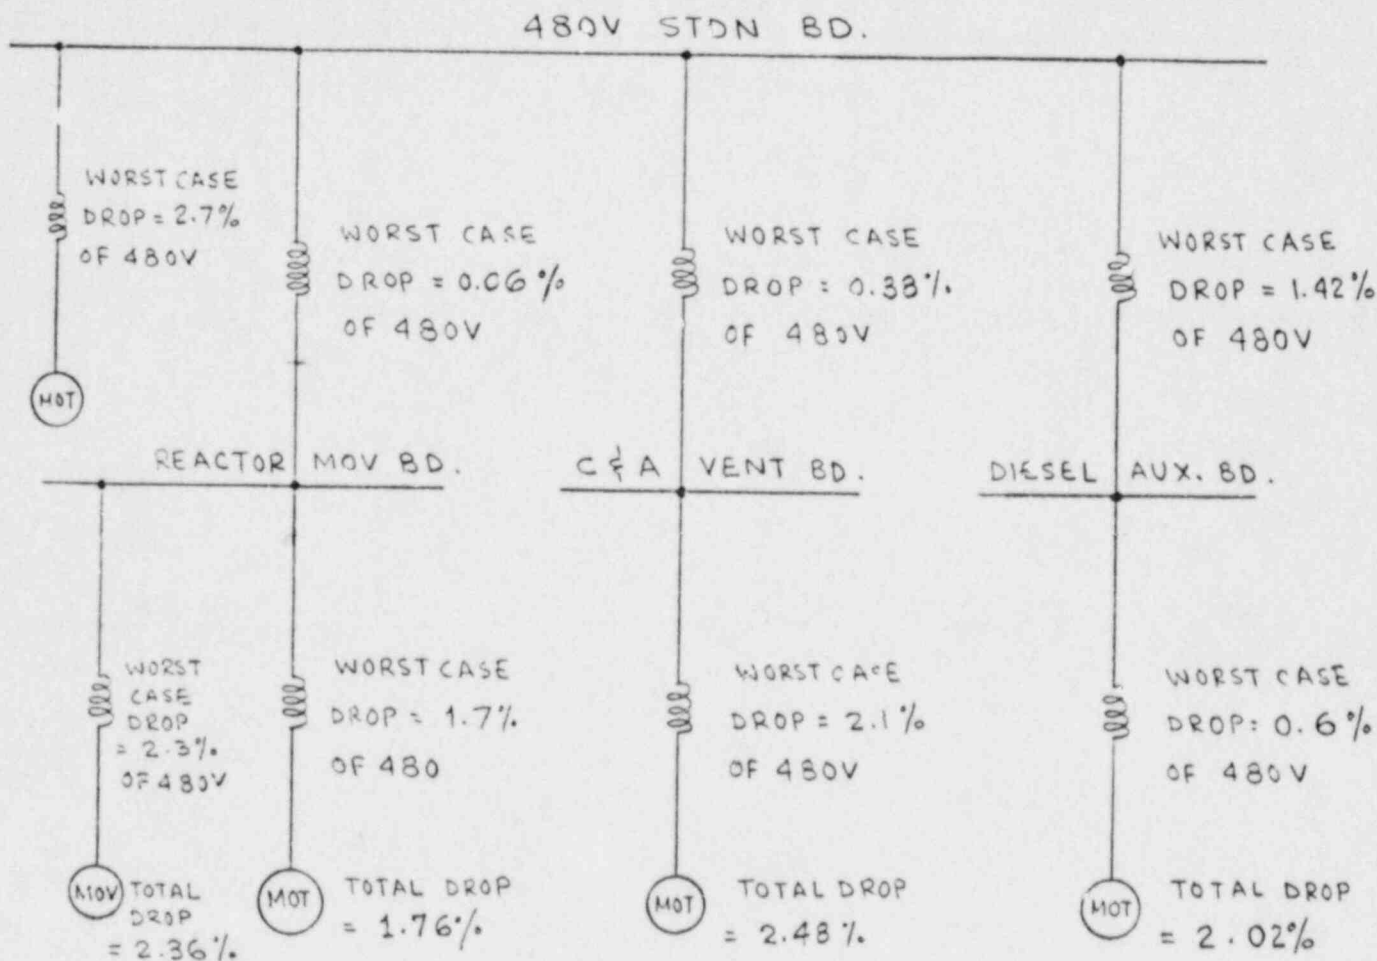 480V STDN BD.
WORST CASE
DROP = 2.7%
OF 480V
MOT
WORST CASE
DROP = 0.06%
OF 480V
WORST CASE
DROP = 0.38%
OF 480V
WORST CASE
DROP = 1.42%
OF 480V
REACTOR MOV BD.
C & A VENT BD.
DIESEL AUX. BD.
WORST
CASE
DROP
= 2.3%
OF 480V
MOV
TOTAL
DROP
= 2.36%
WORST CASE
DROP = 1.7%
OF 480
MOT
TOTAL DROP
= 1.76%
WORST CASE
DROP = 2.1%
OF 480V
MOT
TOTAL DROP
= 2.48%
WORST CASE
DROP = 0.6%
OF 480V
MOT
TOTAL DROP
= 2.02%